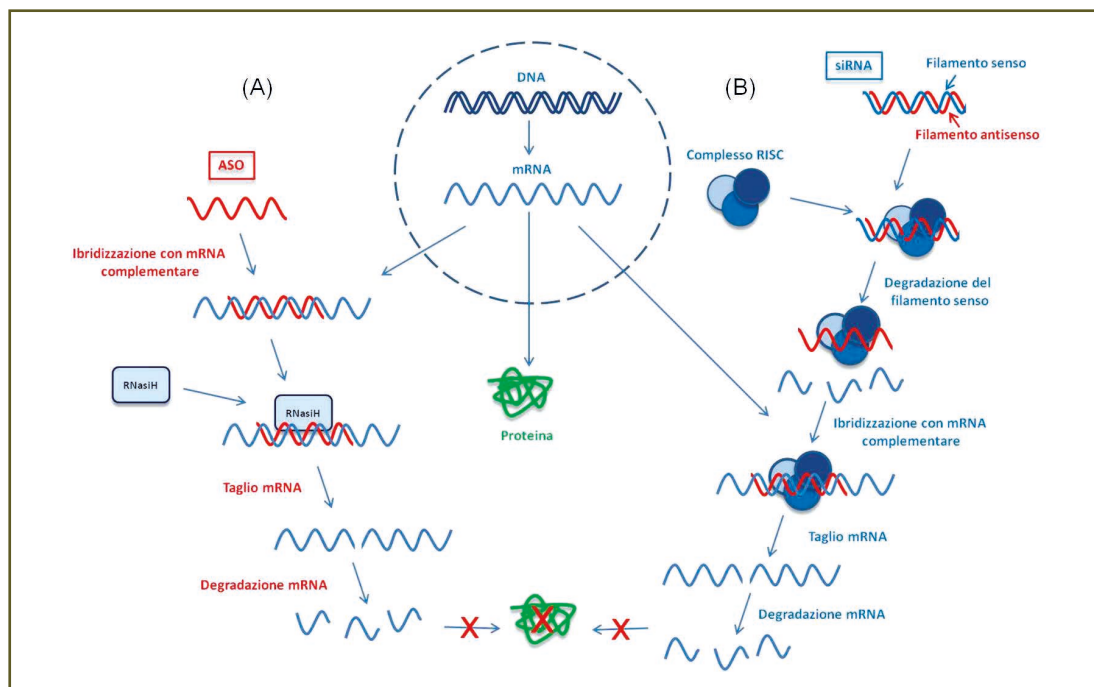 (A)
DNA
mRNA
ASO
Ibridizzazione con mRNA
complementare
RNasiH
RNasiH
Taglio mRNA
Degradazione mRNA
Proteina
X
X
X
(B)
siRNA
Filamento senso
Filamento antisenso
Complesso RISC
Degradazione del
filamento senso
Ibridizzazione con mRNA
complementare
Taglio mRNA
Degradazione mRNA